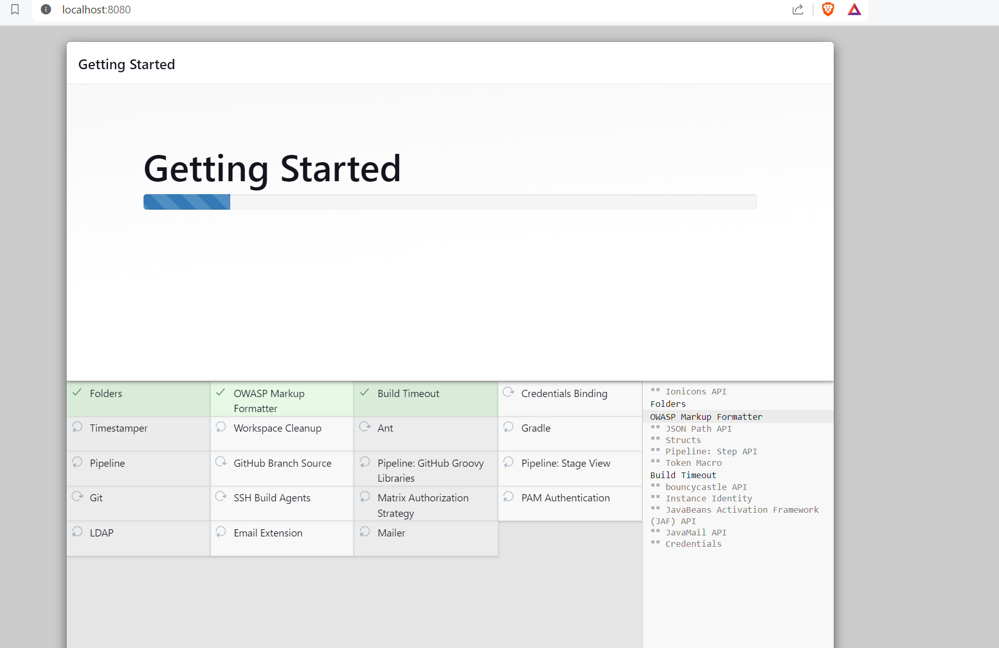 localhost:8080
Getting Started
Getting Started
Folders
OWASP Markup
Formatter
Build Timeout
Credentials Binding
Timestamper
Workspace Cleanup
Ant
Gradle
Pipeline
GitHub Branch Source
Pipeline: GitHub Groovy
Libraries
Pipeline: Stage View
Git
SSH Build Agents
Matrix Authorization
Strategy
PAM Authentication
LDAP
Email Extension
Mailer
** Ionicons API
Folders
OWASP Markup Formatter
** JSON Path API
** Structs
** Pipeline: Step API
** Token Macro
Build Timeout
** bouncycastle API
** Instance Identity
** JavaBeans Activation Framework
(JAF) API
** JavaMail API
** Credentials